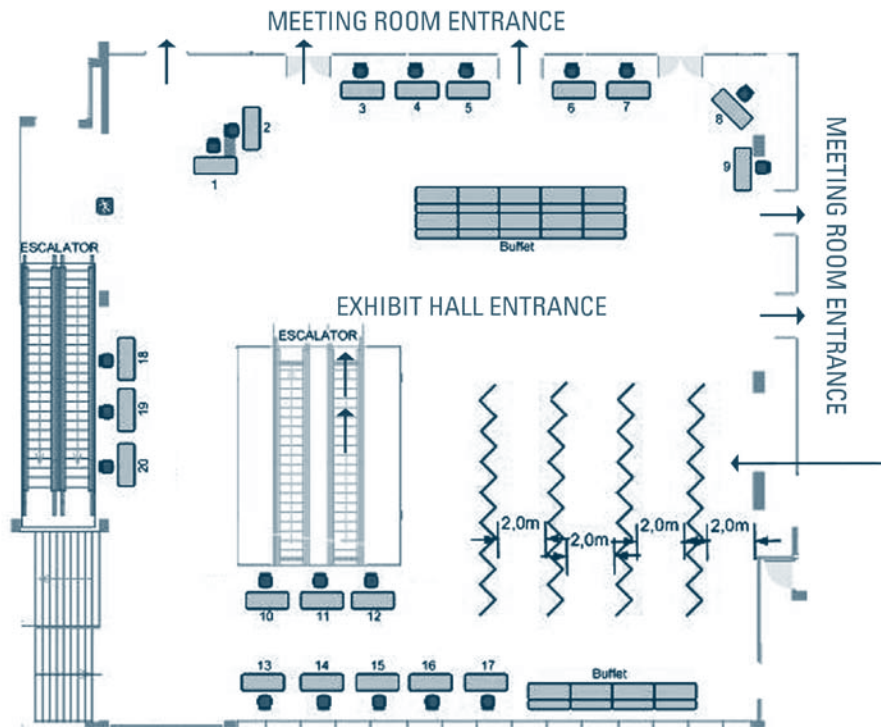 MEETING ROOM ENTRANCE
3
4
5
6
7
8
2
1
9
MEETING ROOM ENTRANCE
Buffet
ESCALATOR
EXHIBIT HALL ENTRANCE
ESCALATOR
18
19
20
2,0m
2,0m
2,0m
2,0m
10
11
12
13
14
15
16
17
Buffet